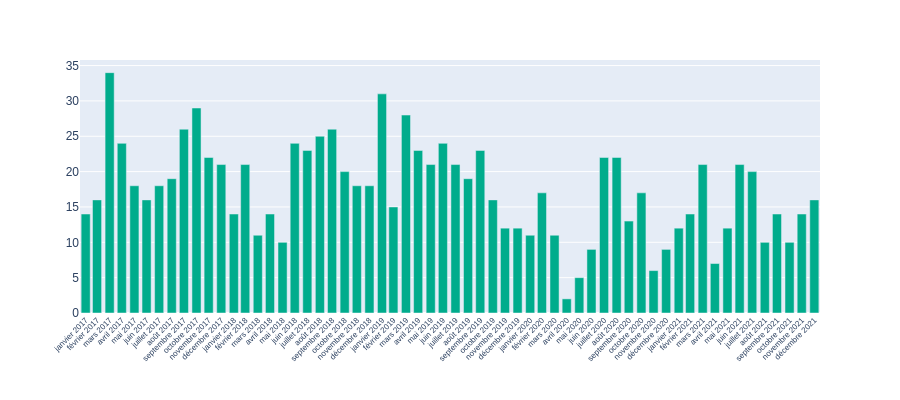 35
30
25
20
15
10
5
0
janvier 2017
février 2017
mars 2017
avril 2017
mai 2017
juin 2017
juillet 2017
août 2017
septembre 2017
octobre 2017
novembre 2017
décembre 2017
janvier 2018
février 2018
mars 2018
avril 2018
mai 2018
juin 2018
juillet 2018
août 2018
septembre 2018
octobre 2018
novembre 2018
décembre 2018
janvier 2019
février 2019
mars 2019
avril 2019
mai 2019
juin 2019
juillet 2019
août 2019
septembre 2019
octobre 2019
novembre 2019
décembre 2019
janvier 2020
février 2020
mars 2020
avril 2020
mai 2020
juin 2020
juillet 2020
août 2020
septembre 2020
octobre 2020
novembre 2020
décembre 2020
janvier 2021
février 2021
mars 2021
avril 2021
mai 2021
juin 2021
juillet 2021
août 2021
septembre 2021
octobre 2021
novembre 2021
décembre 2021